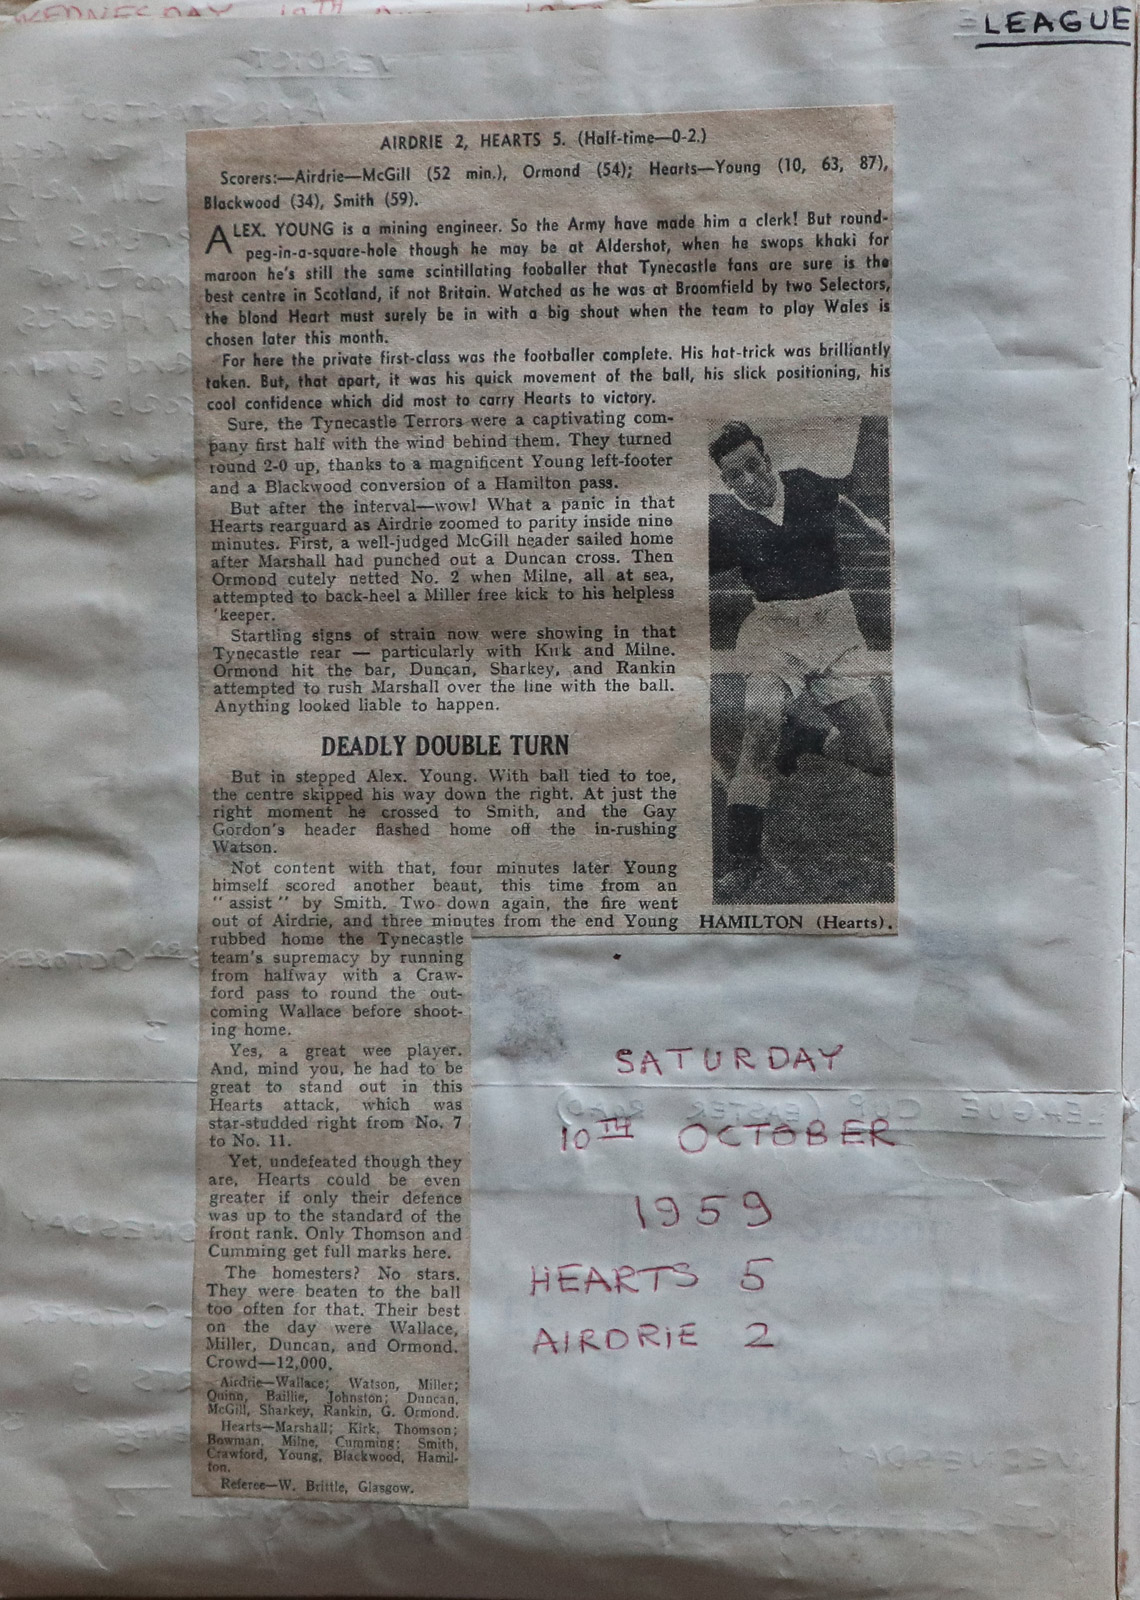 LEAGUE
AIRDRIE 2, HEARTS 5. (Half-time—0-2.)
Scorers:—Airdrie—McGill (52 min.), Ormond (54); Hearts—Young (10, 63, 87),
Blackwood (34), Smith (59).
ALEX. YOUNG is a mining engineer. So the Army have made him a clerk! But round-
peg-in-a-square-hole though he may be at Aldershot, when he swops khaki for
maroon he's still the same scintillating fooballer that Tynecastle fans are sure is the
best centre in Scotland, if not Britain. Watched as he was at Broomfield by two Selectors,
the blond Heart must surely be in with a big shout when the team to play Wales is
chosen later this month.
For here the private first-class was the footballer complete. His hat-trick was brilliantly
taken. But, that apart, it was his quick movement of the ball, his slick positioning, his
cool confidence which did most to carry Hearts to victory.
Sure, the Tynecastle Terrors were a captivating com-
pany first half with the wind behind them. They turned
round 2-0 up, thanks to a magnificent Young left-footer
and a Blackwood conversion of a Hamilton pass.
But after the interval—wow! What a panic in that
Hearts rearguard as Airdrie zoomed to parity inside nine
minutes. First, a well-judged McGill header sailed home
after Marshall had punched out a Duncan cross. Then
Ormond cutely netted No. 2 when Milne, all at sea,
attempted to back-heel a Miller free kick to his helpless
'keeper.
Startling signs of strain now were showing in that
Tynecastle rear — particularly with Kirk and Milne.
Ormond hit the bar, Duncan, Sharkey, and Rankin
attempted to rush Marshall over the line with the ball.
Anything looked liable to happen.
DEADLY DOUBLE TURN
But in stepped Alex. Young. With ball tied to toe,
the centre skipped his way down the right. At just the
right moment he crossed to Smith, and the Gay
Gordon's header flashed home off the in-rushing
Watson.
Not content with that, four minutes later Young
himself scored another beaut, this time from an
"assist" by Smith. Two down again, the fire went
out of Airdrie, and three minutes from the end Young
HAMILTON (Hearts).
rubbed home the Tynecastle
team's supremacy by running
from halfway with a Craw-
ford pass to round the out-
coming Wallace before shoot-
ing home.
Yes, a great wee player.
And, mind you, he had to be
great to stand out in this
Hearts attack, which was
star-studded right from No. 7
to No. 11.
Yet, undefeated though they
are, Hearts could be even
greater if only their defence
was up to the standard of the
front rank. Only Thomson and
Cumming get full marks here.
The homesters? No stars.
They were beaten to the ball
too often for that. Their best
on the day were Wallace,
Miller, Duncan, and Ormond.
Crowd—12,000.
Airdrie—Wallace; Watson, Miller;
Quinn, Baillie, Johnston; Duncan,
McGill, Sharkey, Rankin, G. Ormond.
Hearts—Marshall; Kirk, Thomson;
Bowman, Milne, Cumming; Smith,
Crawford, Young, Blackwood, Hamil-
ton.
Referee—W. Brittle, Glasgow.
SATURDAY
10TH OCTOBER
1959
HEARTS 5
AIRDRIE 2